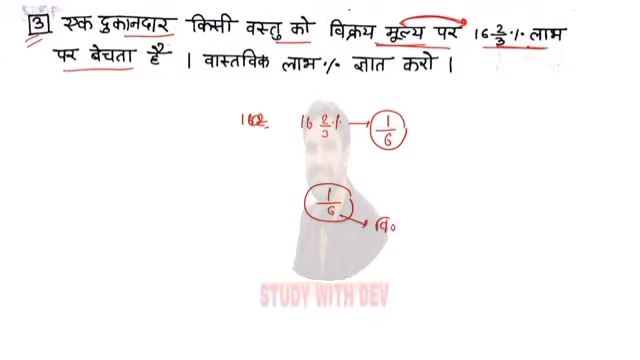 3 एक दुकानदार किसी वस्तु को विक्रय मूल्य पर 16 2/3 % लाभ
पर बेचता है । वास्तविक लाभ % ज्ञात करो ।
16 2/3 % → 1/6
1/6 → वि०
STUDY WITH DEV